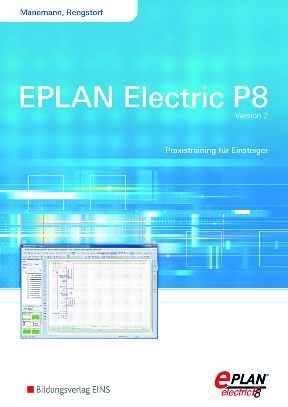 Manemann, Rengstorf
EPLAN Electric P8
Version 2
Praxistraining für Einsteiger
Bildungsverlag EINS
ePLAN®
electric P8